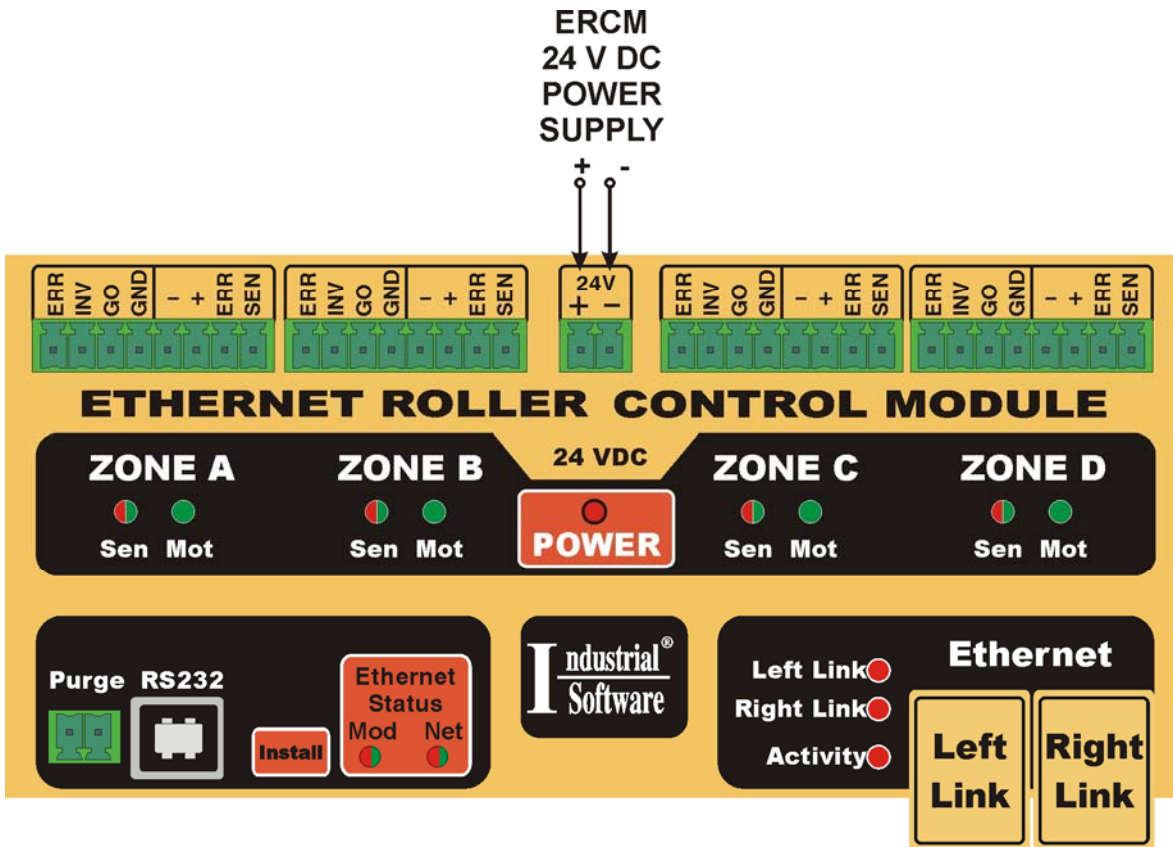 ERCM
24 V DC
POWER
SUPPLY
+ -
ERR INV GO GND - + ERR SEN
ERR INV GO GND - + ERR SEN
24V
+ −
ERR INV GO GND - + ERR SEN
ERR INV GO GND - + ERR SEN
ETHERNET ROLLER CONTROL MODULE
ZONE A
Sen Mot
ZONE B
Sen Mot
24 VDC
POWER
ZONE C
Sen Mot
ZONE D
Sen Mot
Purge RS232
Install
Ethernet
Status
Mod Net
Industrial®
Software
Left Link
Right Link
Activity
Ethernet
Left
Link
Right
Link